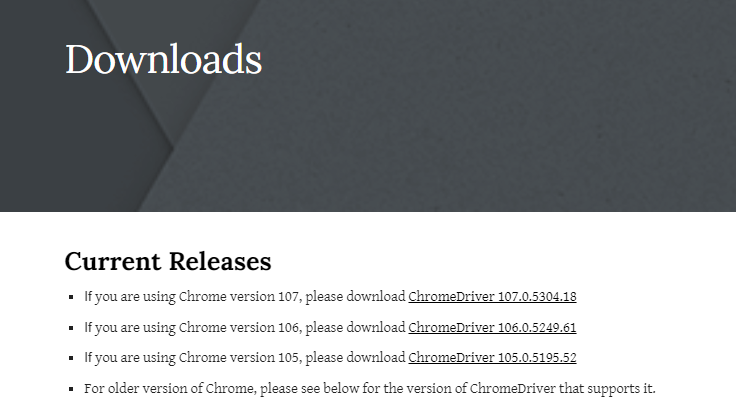 Downloads
Current Releases
If you are using Chrome version 107, please download ChromeDriver 107.0.5304.18
If you are using Chrome version 106, please download ChromeDriver 106.0.5249.61
If you are using Chrome version 105, please download ChromeDriver 105.0.5195.52
For older version of Chrome, please see below for the version of ChromeDriver that supports it.